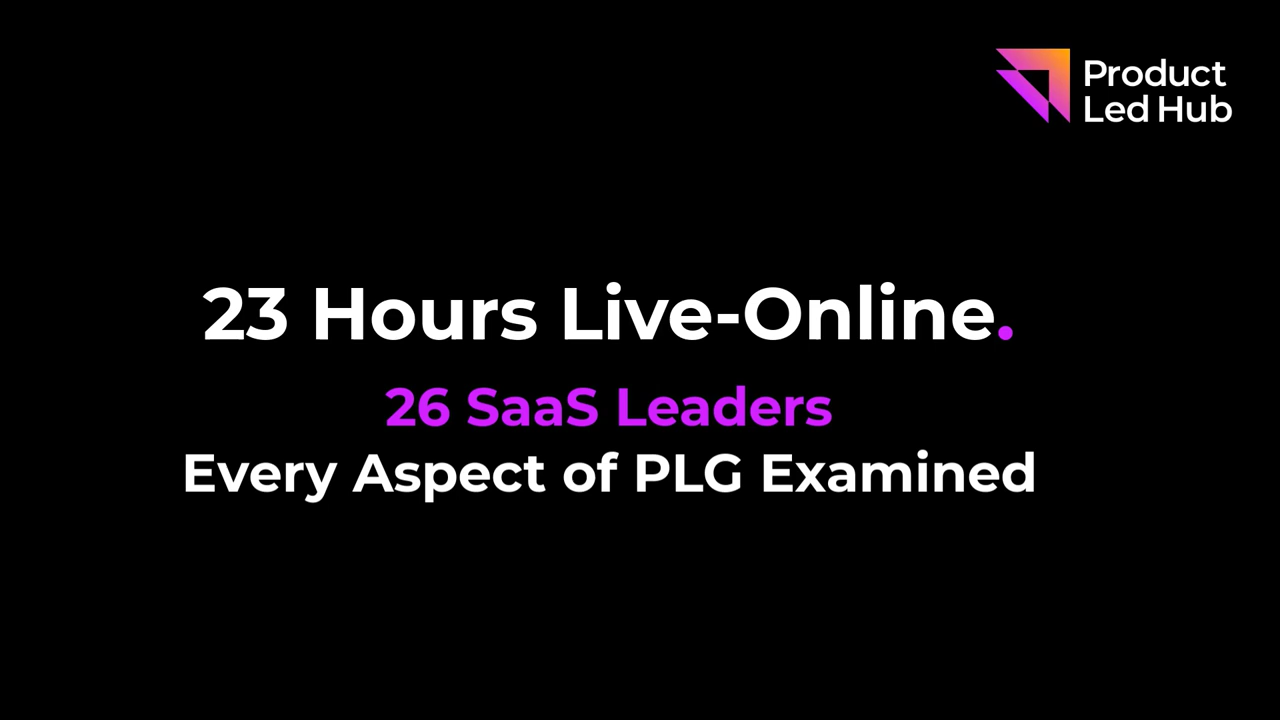 Product
Led Hub
23 Hours Live-Online.
26 SaaS Leaders
Every Aspect of PLG Examined